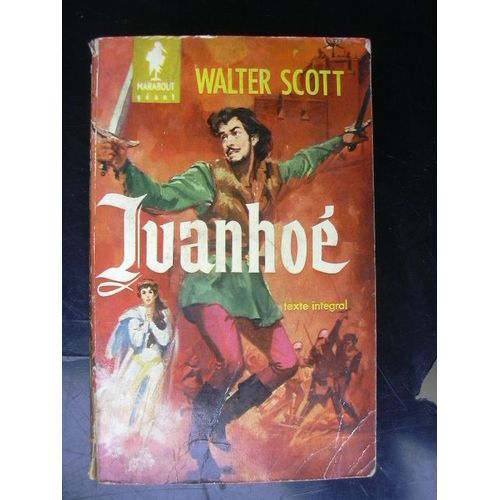 MARABOUT
géant
WALTER SCOTT
Ivanhoé
texte intégral